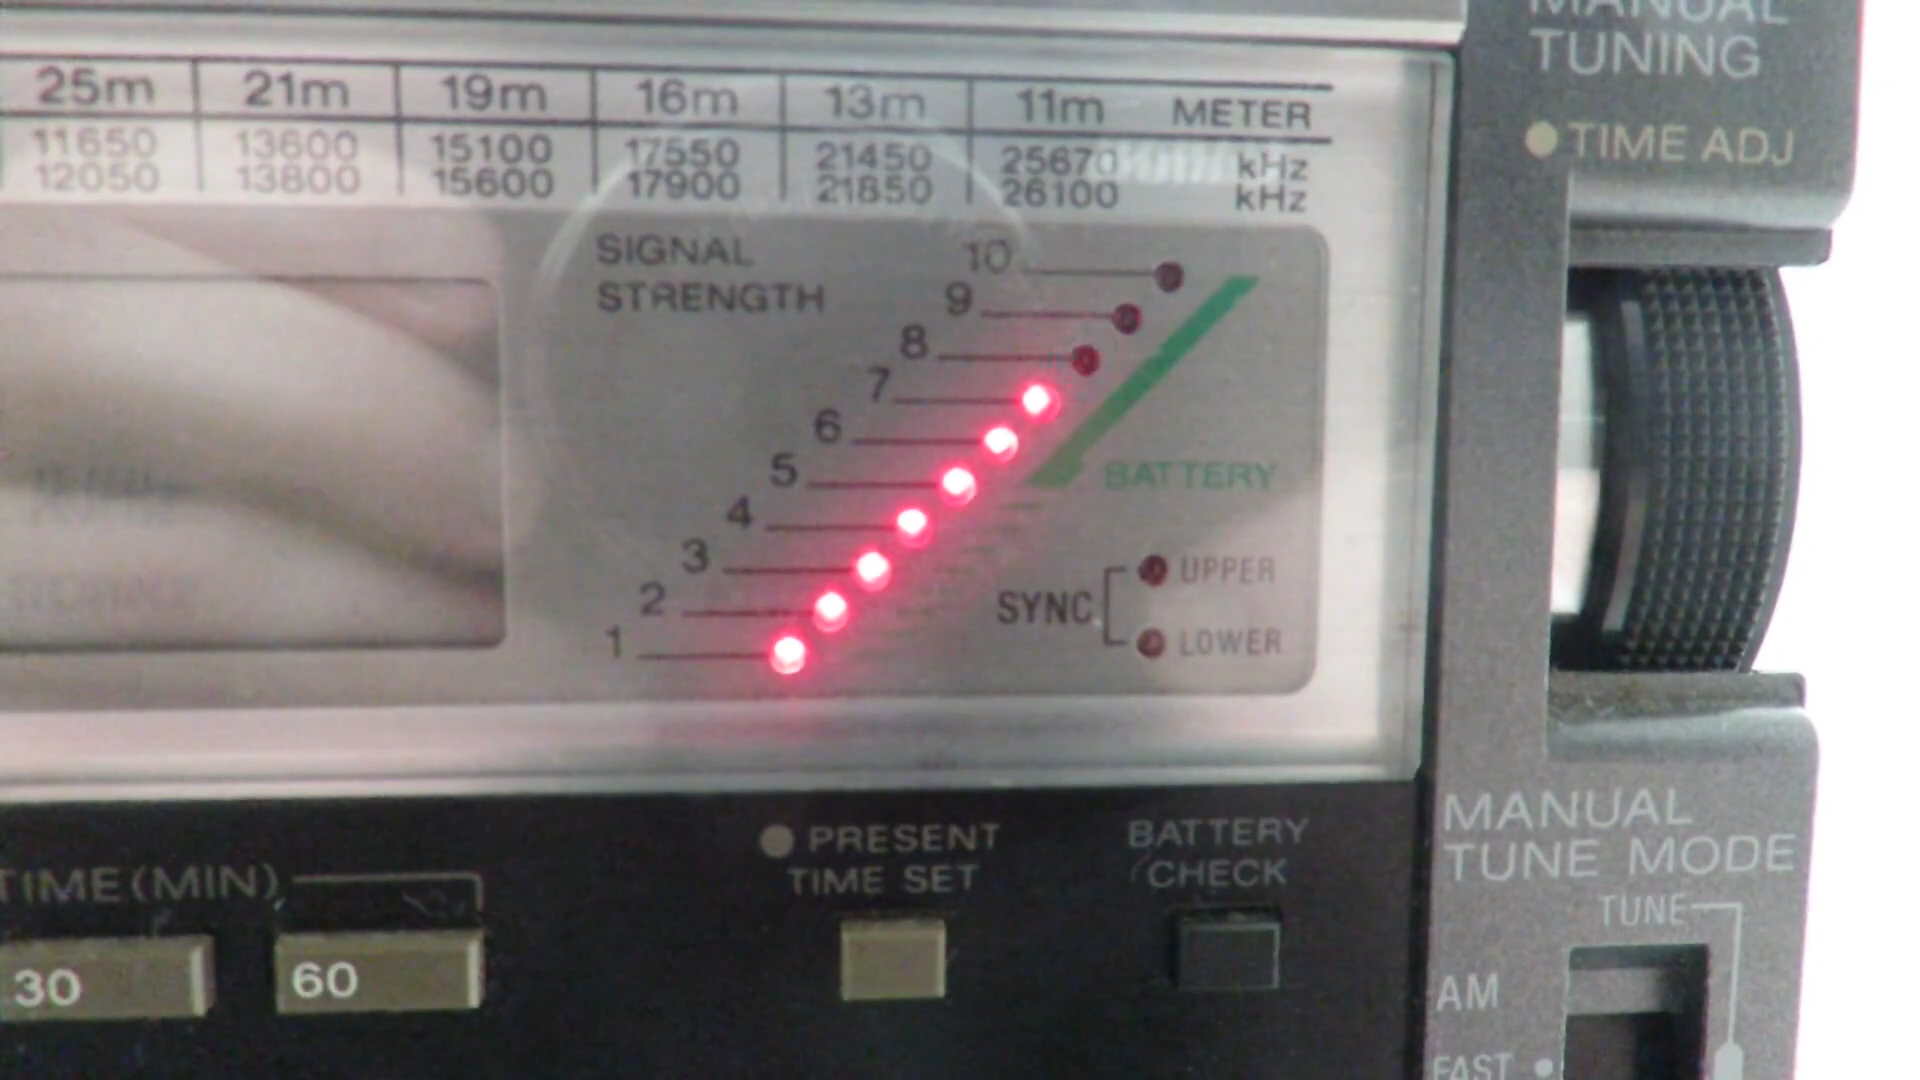 25m 21m 19m 16m 13m 11m METER
11650 13600 15100 17550 21450 25670 kHz
12050 13800 15600 17900 21850 26100 kHz
SIGNAL
STRENGTH
10
9
8
7
6
5
4
3
2
1
BATTERY
SYNC
UPPER
LOWER
MANUAL
TUNING
TIME ADJ
TIME(MIN)
30
60
PRESENT
TIME SET
BATTERY
CHECK
MANUAL
TUNE MODE
TUNE
AM
FAST